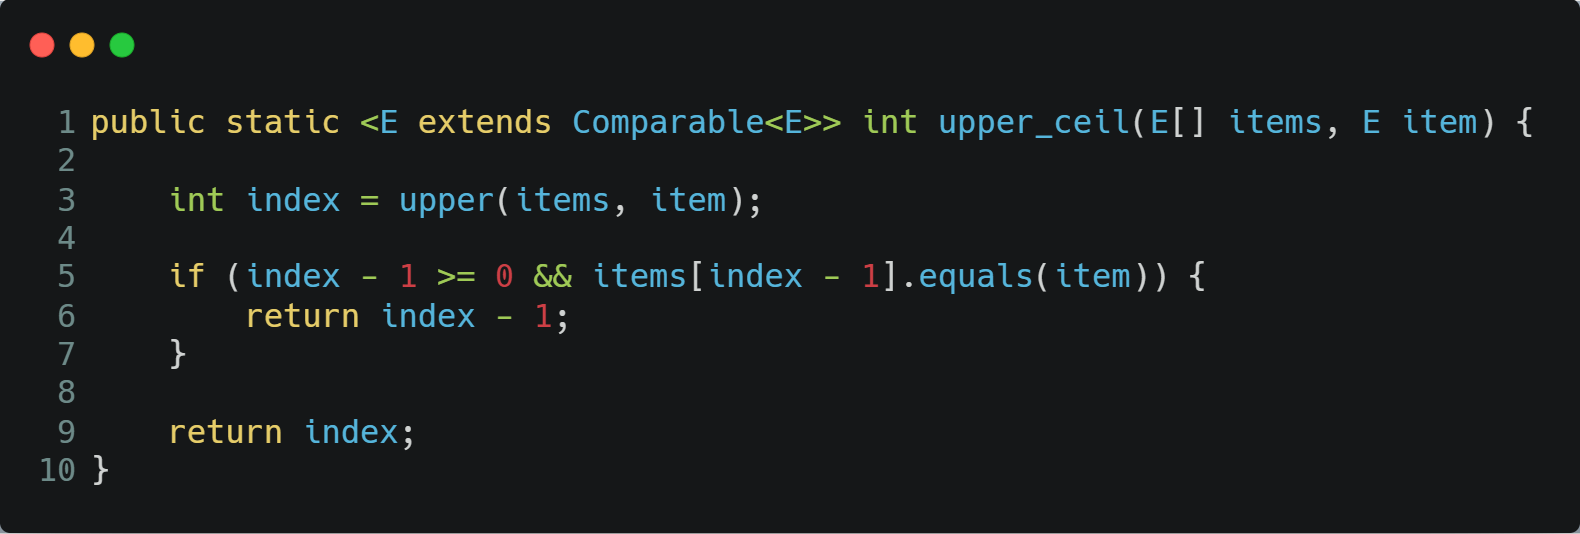 1 public static <E extends Comparable<E>> int upper_ceil(E[] items, E item) {
2
3     int index = upper(items, item);
4
5     if (index - 1 >= 0 && items[index - 1].equals(item)) {
6         return index - 1;
7     }
8
9     return index;
10 }